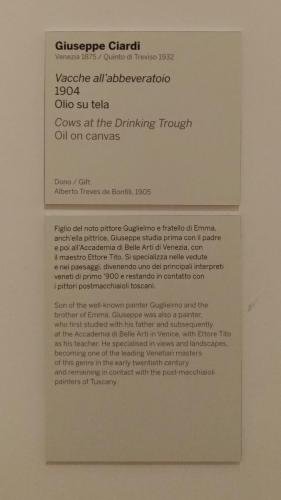 Giuseppe Ciardi
Venezia 1875 / Quinto di Treviso 1932
Vacche all'abbeveratoio
1904
Olio su tela
Cows at the Drinking Trough
Oil on canvas
Dono / Gift
Alberto Treves de Bonfili, 1905
Figlio del noto pittore Guglielmo e fratello di Emma,
anch'ella pittrice, Giuseppe studia prima con il padre
e poi all'Accademia di Belle Arti di Venezia, con
il maestro Ettore Tito. Si specializza nelle vedute
e nei paesaggi, divenendo uno dei principali interpreti
veneti di primo '900 e restando in contatto con
i pittori postmacchiaioli toscani.
Son of the well-known painter Guglielmo and the
brother of Emma, Giuseppe was also a painter,
who first studied with his father and subsequently
at the Accademia di Belle Arti in Venice, with Ettore Tito
as his teacher. He specialised in views and landscapes,
becoming one of the leading Venetian masters
of this genre in the early twentieth century
and remaining in contact with the post-macchiaioli
painters of Tuscany.